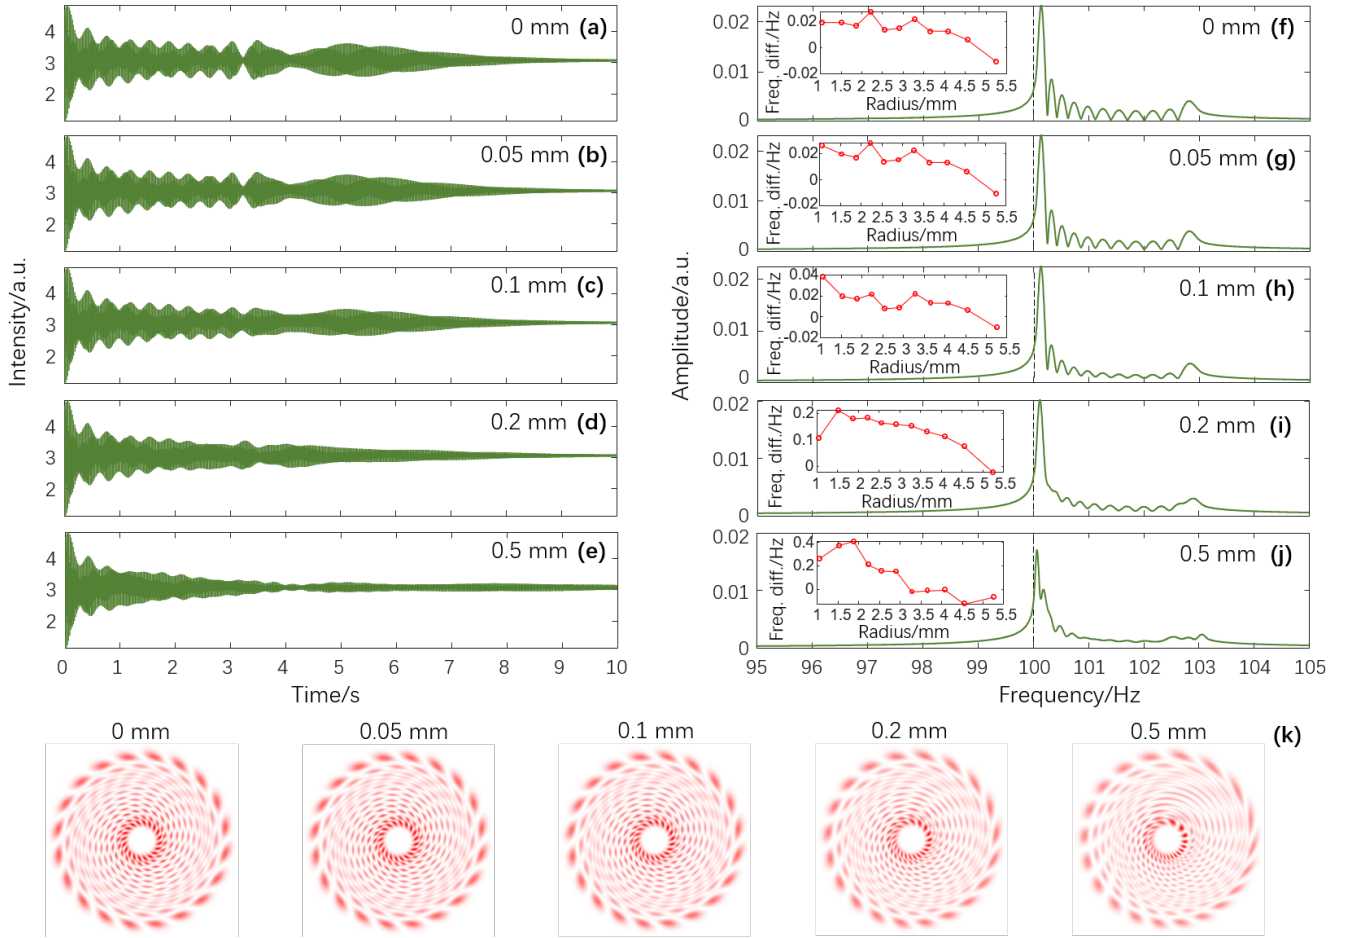 4
3
2
0 mm (a)
4
3
2
0.05 mm (b)
4
3
2
0.1 mm (c)
4
3
2
0.2 mm (d)
4
3
2
0.5 mm (e)
0 1 2 3 4 5 6 7 8 9 10
Time/s
Intensity/a.u.
0.02
0.01
0
0 mm (f)
Freq. diff./Hz
0.02
0
-0.02
1 1.5 2 2.5 3 3.5 4 4.5 5 5.5
Radius/mm
0.02
0.01
0
0.05 mm (g)
Freq. diff./Hz
0.02
0
-0.02
1 1.5 2 2.5 3 3.5 4 4.5 5 5.5
Radius/mm
0.02
0.01
0
0.1 mm (h)
Freq. diff./Hz
0.04
0.02
0
-0.02
1 1.5 2 2.5 3 3.5 4 4.5 5 5.5
Radius/mm
0.02
0.01
0
0.2 mm (i)
Freq. diff./Hz
0.2
0.1
0
1 1.5 2 2.5 3 3.5 4 4.5 5 5.5
Radius/mm
0.02
0.01
0
0.5 mm (j)
Freq. diff./Hz
0.4
0.2
0
1 1.5 2 2.5 3 3.5 4 4.5 5 5.5
Radius/mm
95 96 97 98 99 100 101 102 103 104 105
Frequency/Hz
Amplitude/a.u.
0 mm
0.05 mm
0.1 mm
0.2 mm
0.5 mm
(k)